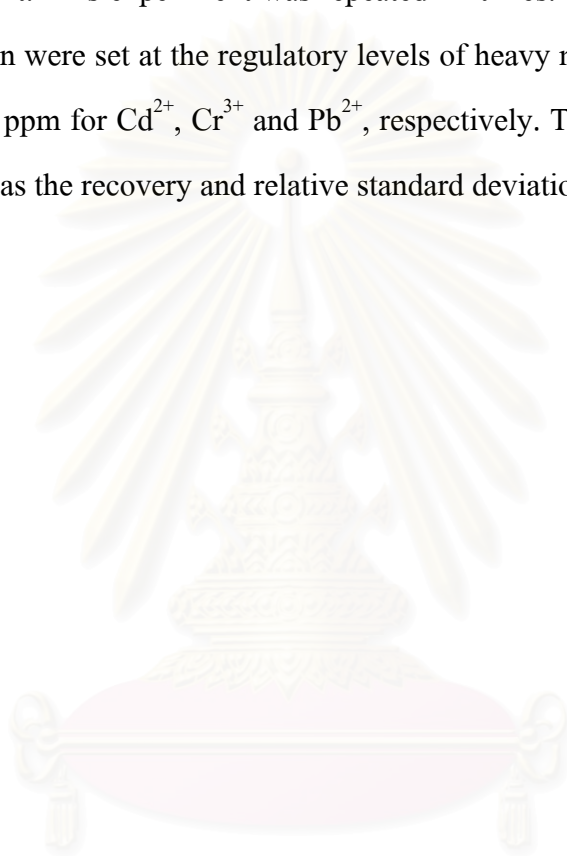 experiment was repeated
n were set at the regulatory levels of heavy
ppm for Cd²⁺, Cr³⁺ and Pb²⁺, respectively. T
as the recovery and relative standard deviatio